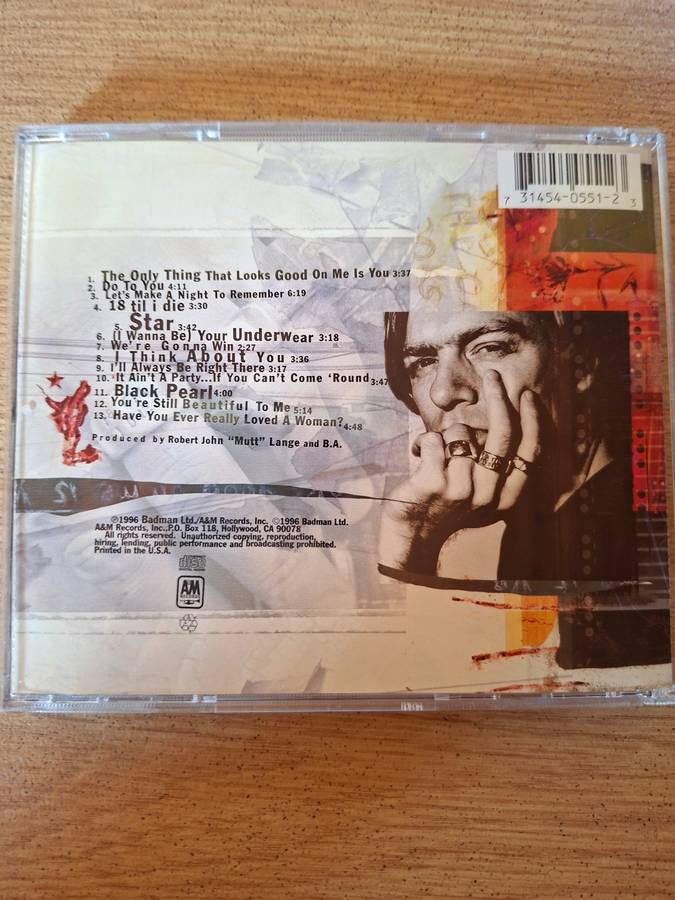 7 31454-0551-2 3
1. The Only Thing That Looks Good On Me Is You 3:37
2. Do To You 4:11
3. Let's Make A Night To Remember 6:19
4. 18 til i die 3:30
5. Star 3:42
6. (I Wanna Be) Your Underwear 3:18
7. We're Gonna Win 2:27
8. I Think About You 3:36
9. I'll Always Be Right There 3:17
10. It Ain't A Party...If You Can't Come 'Round 3:47
11. Black Pearl 4:00
12. You're Still Beautiful To Me 5:14
13. Have You Ever Really Loved A Woman? 4:48
Produced by Robert John "Mutt" Lange and B.A.
℗1996 Badman Ltd./A&M Records, Inc. ©1996 Badman Ltd.
A&M Records, Inc., P.O. Box 118, Hollywood, CA 90078
All rights reserved. Unauthorized copying, reproduction,
hiring, lending, public performance and broadcasting prohibited.
Printed in the U.S.A.
disc
AM
RECORDS